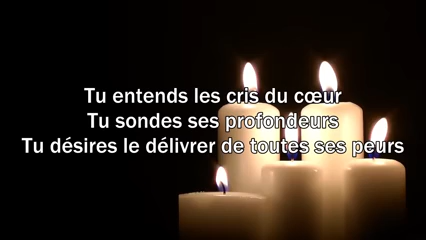 Tu entends les cris du cœur
Tu sondes ses profondeurs
Tu désires le délivrer de toutes ses peurs